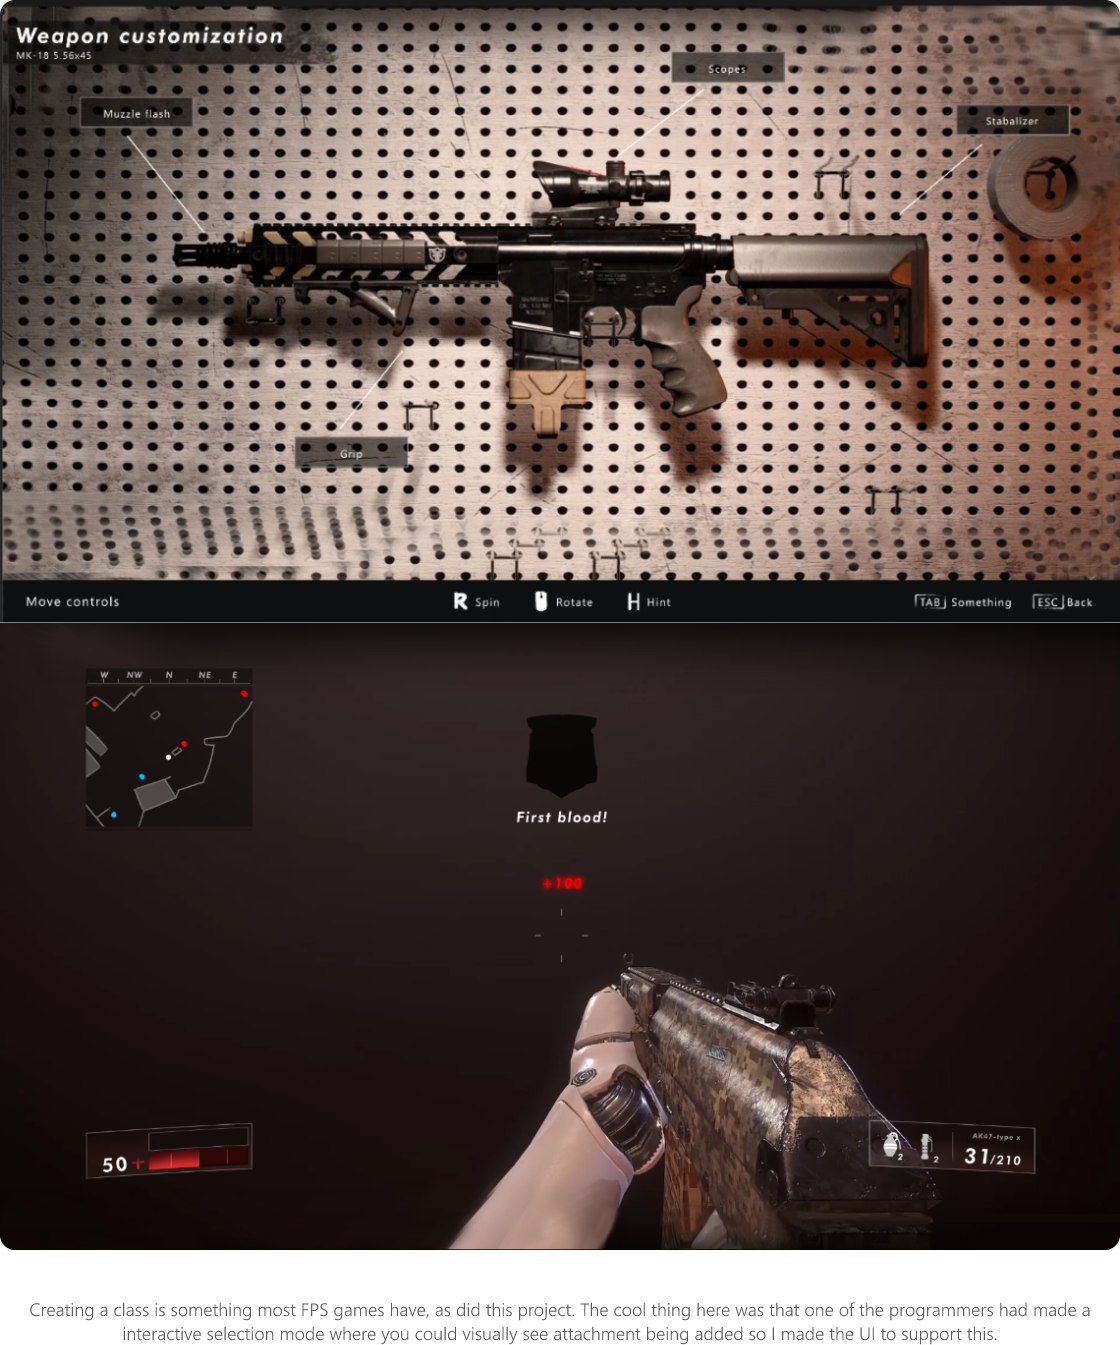 Weapon customization
MK-18 5.56x45
Scopes
Muzzle flash
Stabalizer
Grip
Move controls
R Spin
Rotate
H Hint
TAB Something
ESC Back
W NW N NE E
First blood!
+100
50+
AK47-type x
2 2 31/210
Creating a class is something most FPS games have, as did this project. The cool thing here was that one of the programmers had made a
interactive selection mode where you could visually see attachment being added so I made the UI to support this.